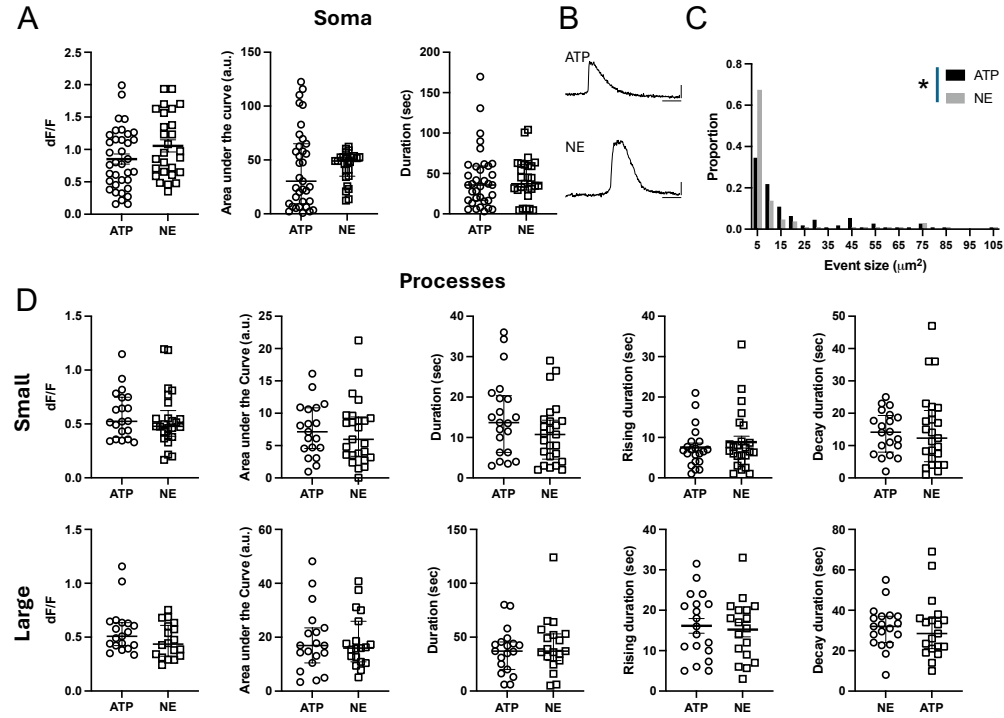 A
Soma
B
C
dF/F
2.5
2.0
1.5
1.0
0.5
0.0
ATP
NE
Area under the curve (a.u.)
150
100
50
0
ATP
NE
Duration (sec)
200
150
100
50
0
ATP
NE
ATP
NE
Proportion
0.8
0.6
0.4
0.2
0.0
5 15 25 35 45 55 65 75 85 95 105
Event size (μm²)
* ATP
NE
Processes
D
Small
dF/F
1.5
1.0
0.5
0.0
ATP
NE
Area under the Curve (a.u.)
25
20
15
10
5
0
ATP
NE
Duration (sec)
40
30
20
10
0
ATP
NE
Rising duration (sec)
40
30
20
10
0
ATP
NE
Decay duration (sec)
50
40
30
20
10
0
ATP
NE
Large
dF/F
1.5
1.0
0.5
0.0
ATP
NE
Area under the Curve (a.u.)
60
40
20
0
ATP
NE
Duration (sec)
150
100
50
0
ATP
NE
Rising duration (sec)
40
30
20
10
0
ATP
NE
Decay duration (sec)
80
60
40
20
0
NE
ATP